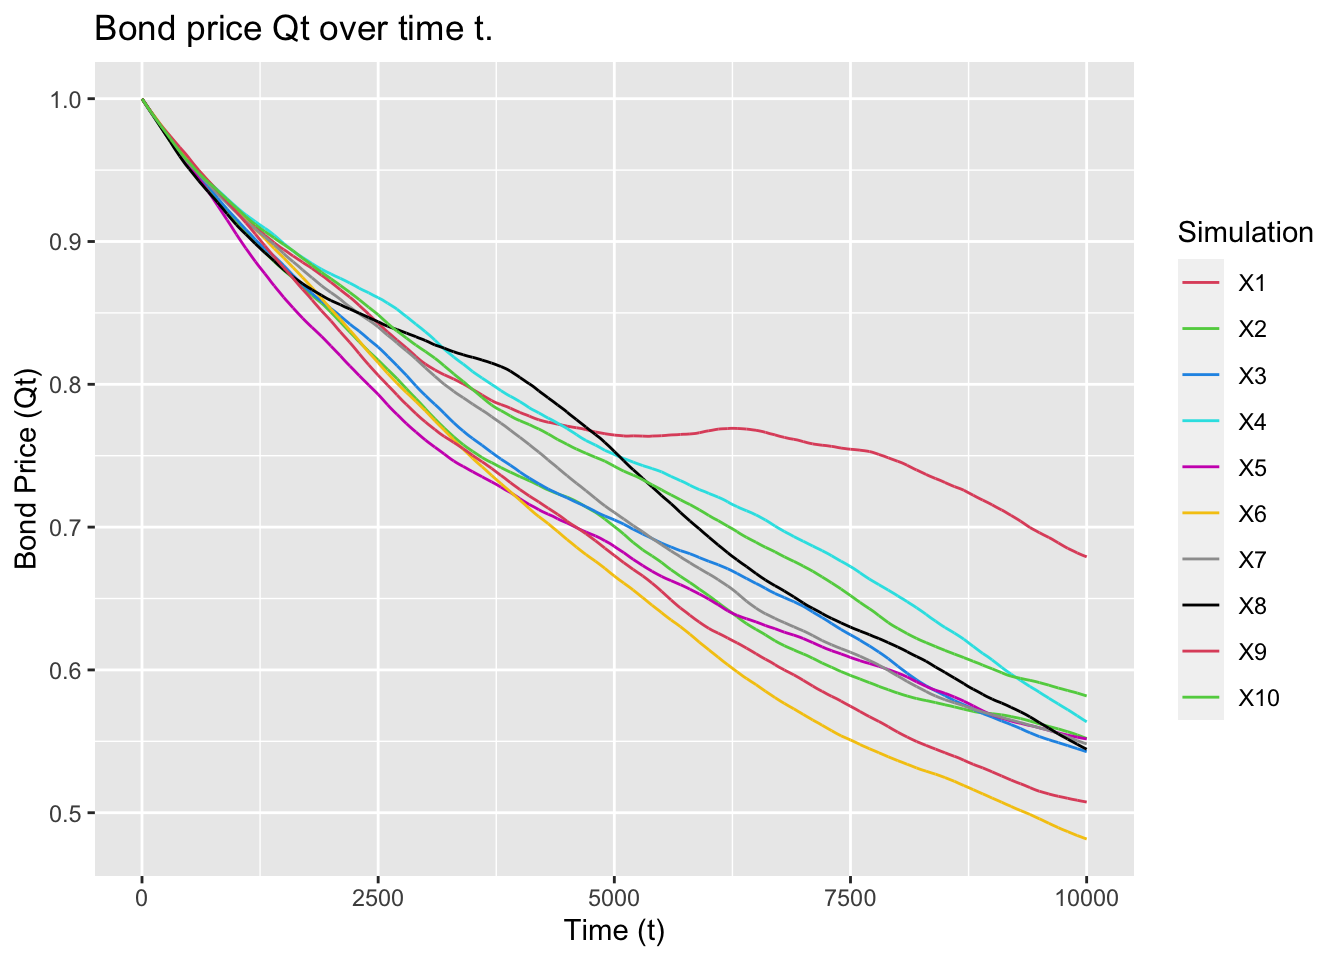 Bond price Qt over time t.
Bond Price (Qt)
1.0
0.9
0.8
0.7
0.6
0.5
0
2500
5000
7500
10000
Time (t)
Simulation
X1
X2
X3
X4
X5
X6
X7
X8
X9
X10